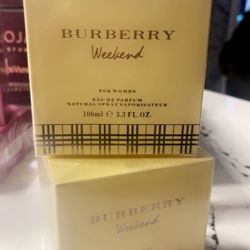 BURBERRY
Weekend
FOR WOMEN
EAU DE PARFUM
NATURAL SPRAY VAPORISATEUR
100ml ℮ 3.3 FL.OZ.
BURBERRY
Weekend